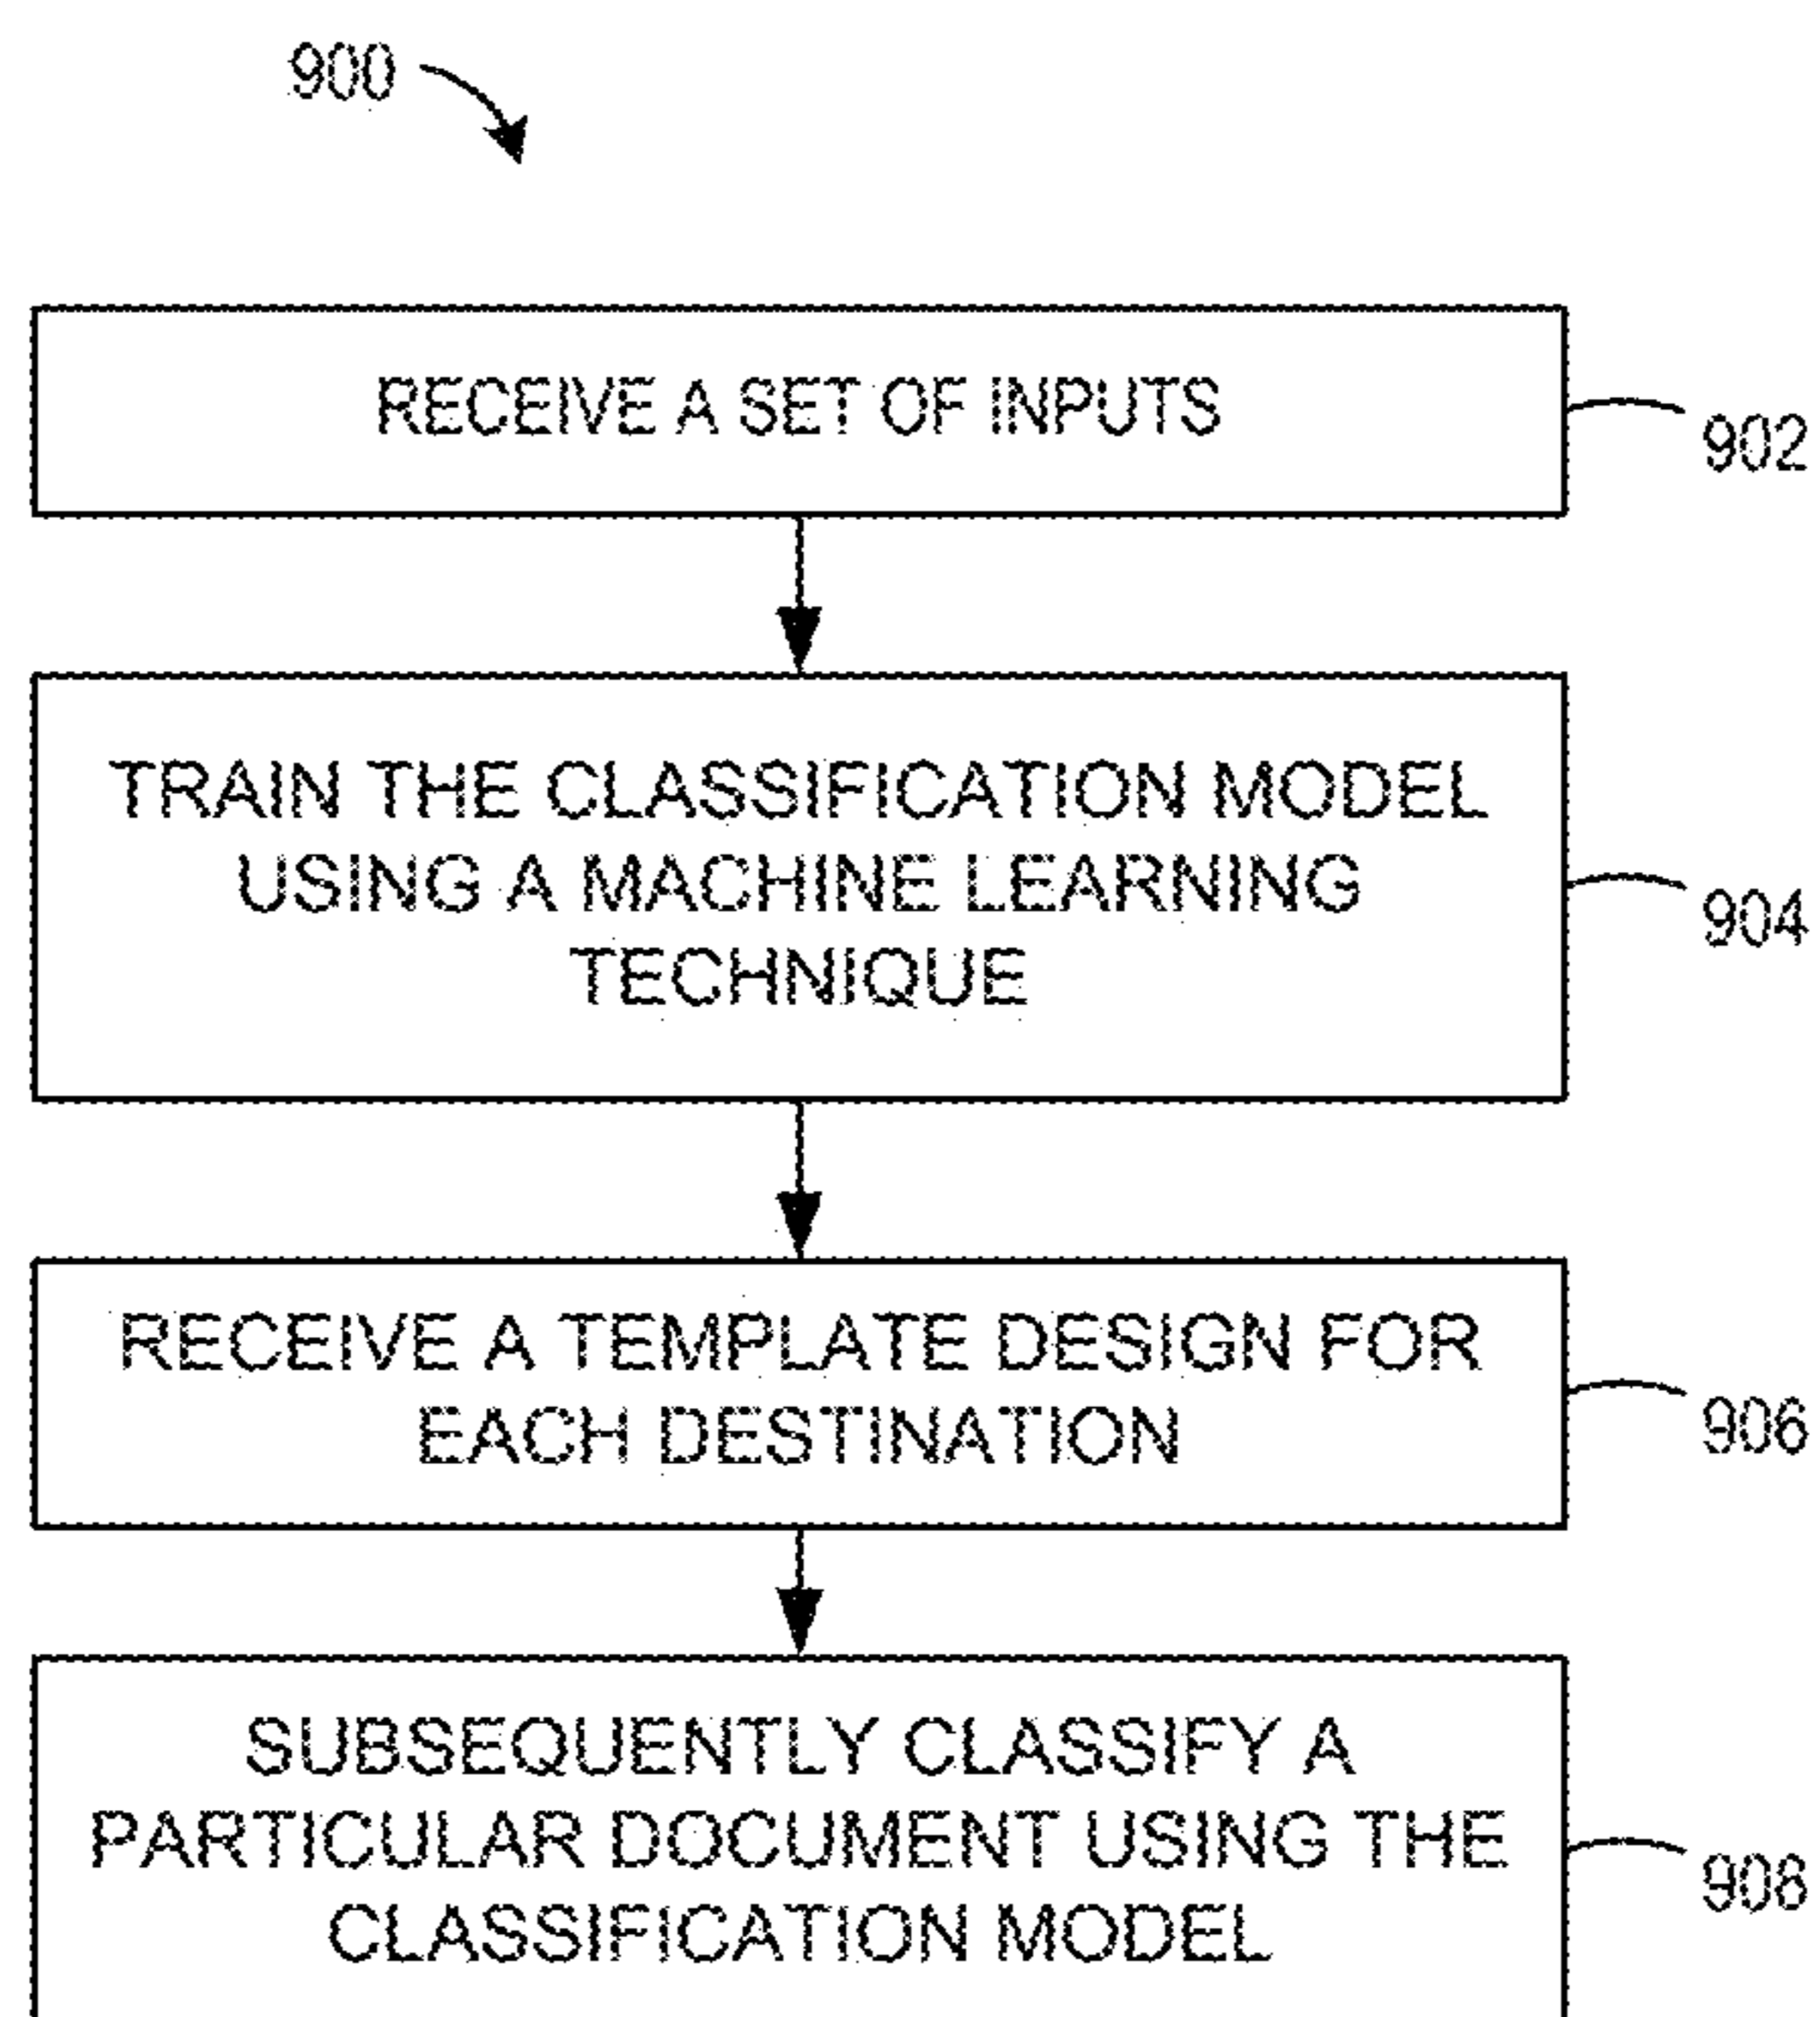 900
RECEIVE A SET OF INPUTS
902
TRAIN THE CLASSIFICATION MODEL
USING A MACHINE LEARNING
TECHNIQUE
904
RECEIVE A TEMPLATE DESIGN FOR
EACH DESTINATION
906
SUBSEQUENTLY CLASSIFY A
PARTICULAR DOCUMENT USING THE
CLASSIFICATION MODEL
908